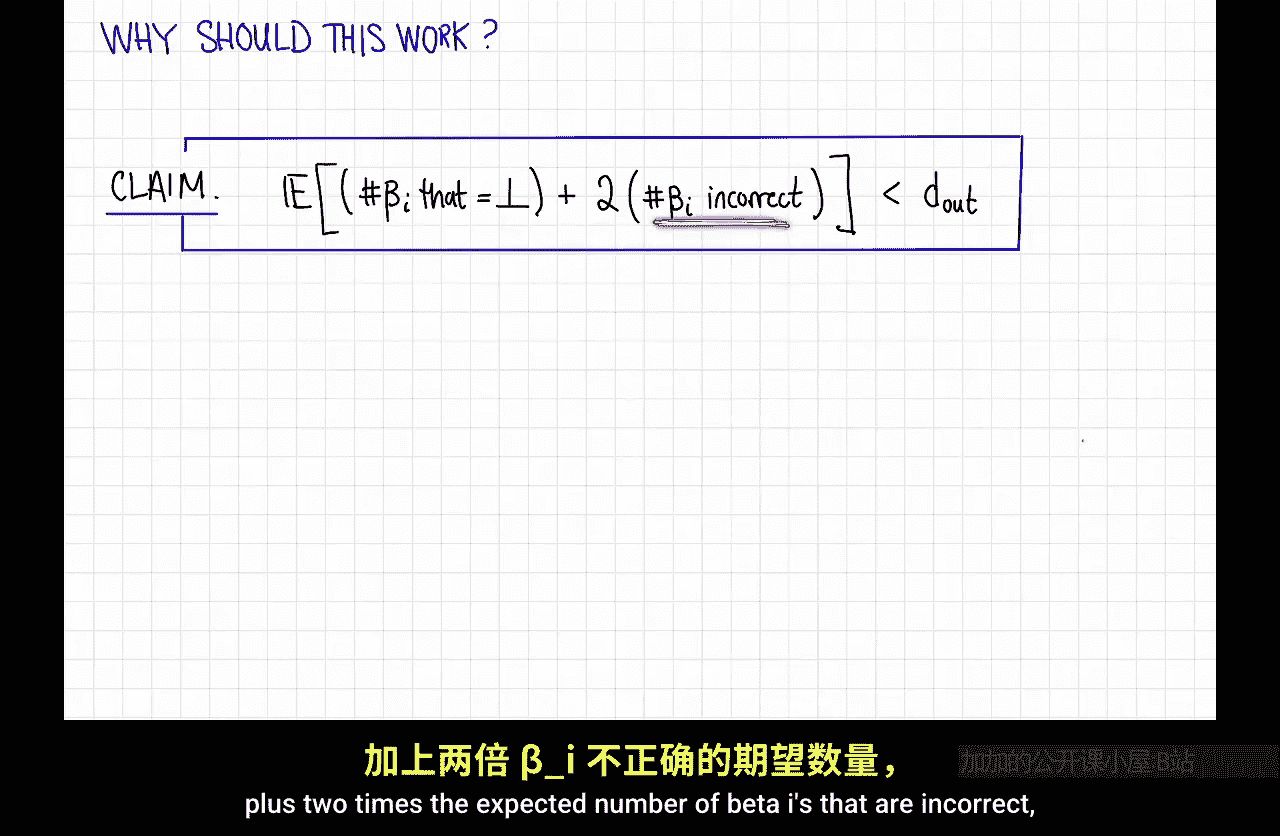 WHY SHOULD THIS WORK?
CLAIM. 𝔼[(#βi that = ⊥) + 2(#βi incorrect)] < dout
加上两倍 β_i 不正确的期望数量，
加加的公开课小屋 B站
plus two times the expected number of beta i's that are incorrect,